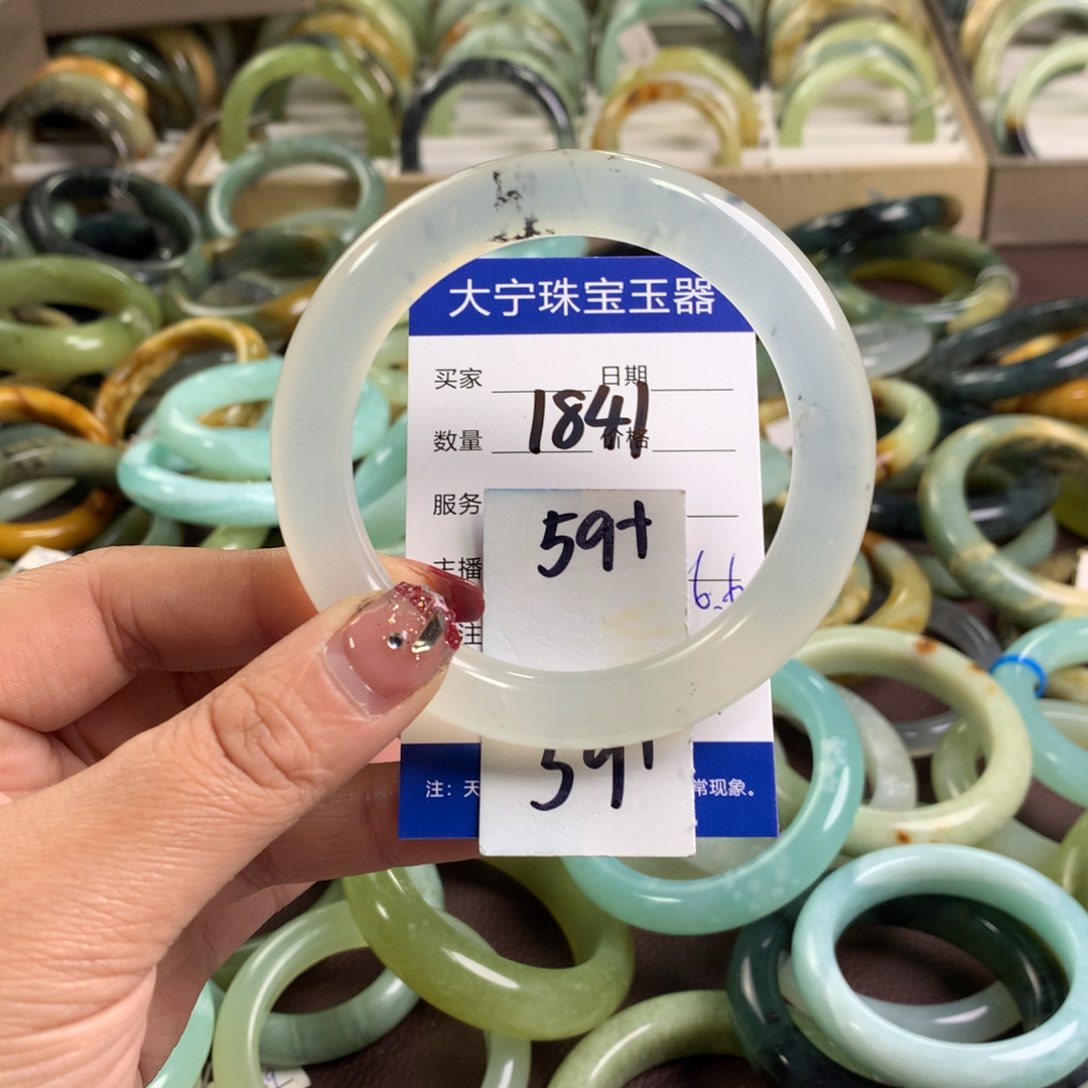 大宁珠宝玉器
买家 日期
1841
数量 价格
服务
59+
主播
6.6
注
59+
注：天 常现象。